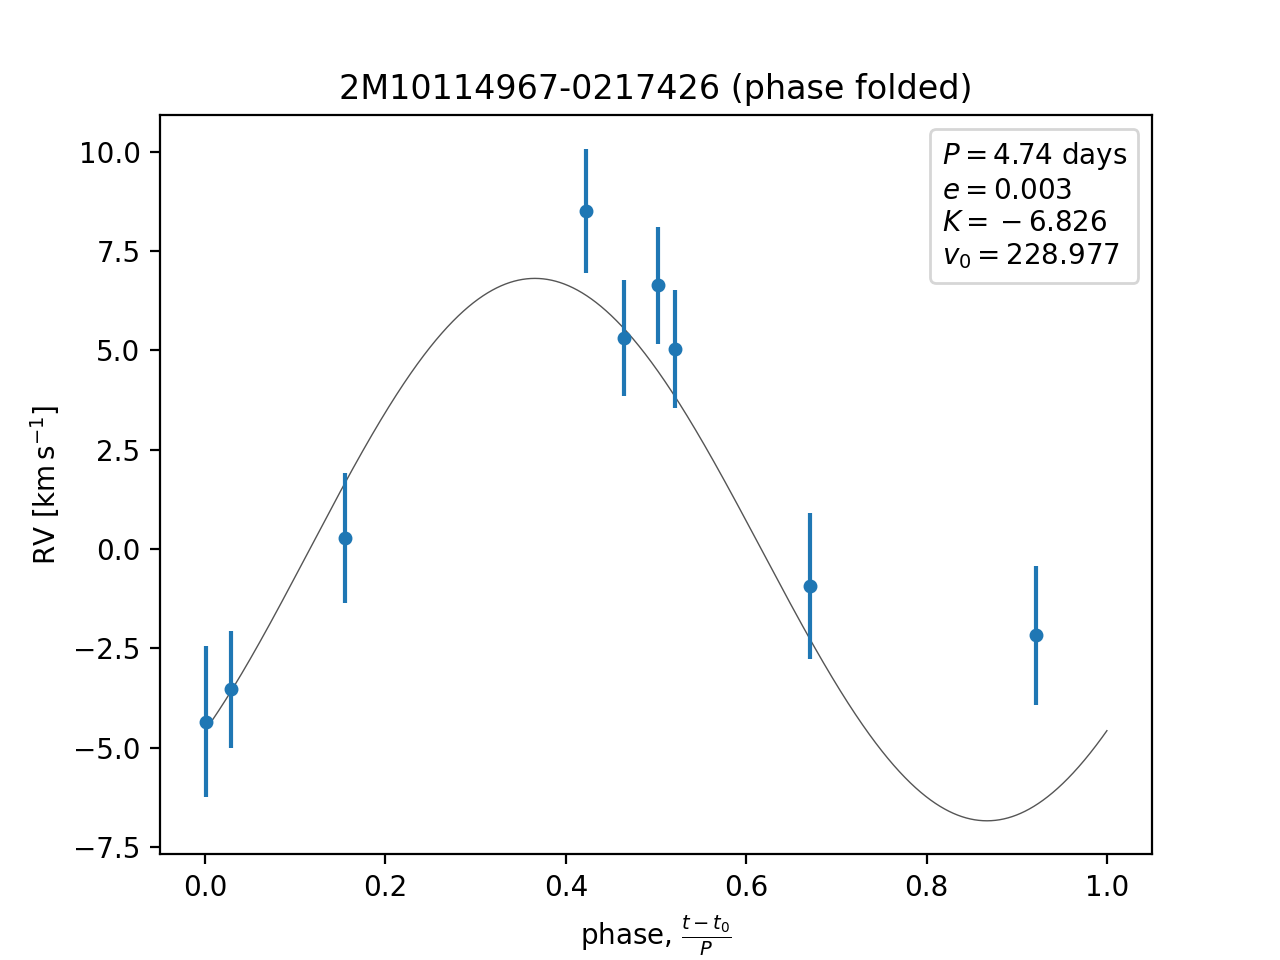 2M10114967-0217426 (phase folded)
P = 4.74 days
e = 0.003
K = −6.826
v₀ = 228.977
10.0
7.5
5.0
2.5
0.0
−2.5
−5.0
−7.5
RV [km s⁻¹]
0.0 0.2 0.4 0.6 0.8 1.0
phase, (t − t₀)/P